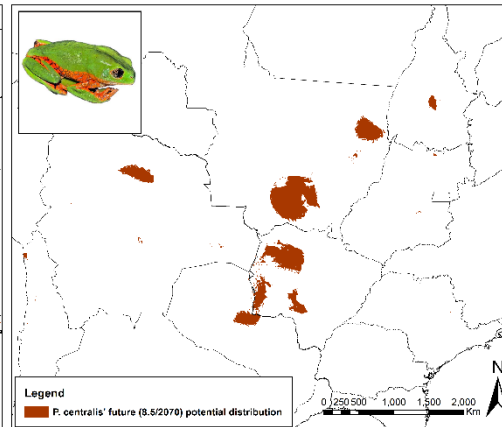 N
Legend
P. centralis' future (8.5/2070) potential distribution
0 250 500 1,000 1,500 2,000
Km